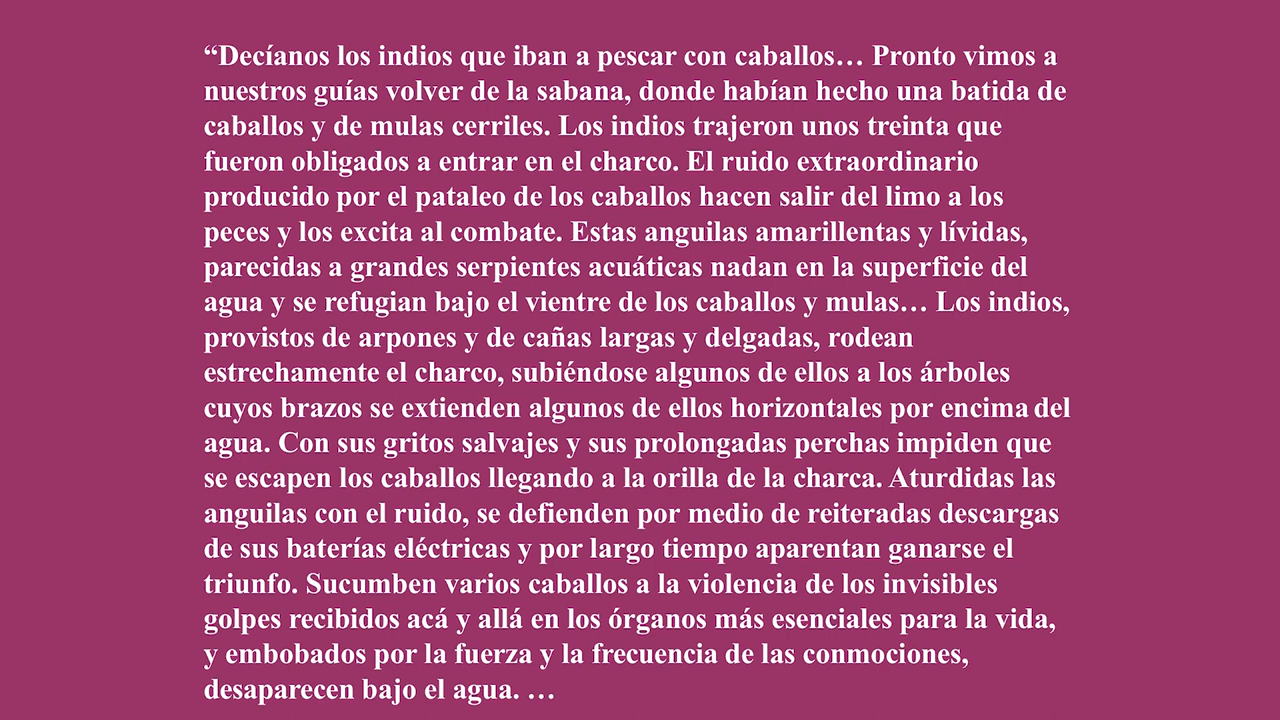 “Decíanos los indios que iban a pescar con caballos… Pronto vimos a
nuestros guías volver de la sabana, donde habían hecho una batida de
caballos y de mulas cerriles. Los indios trajeron unos treinta que
fueron obligados a entrar en el charco. El ruido extraordinario
producido por el pataleo de los caballos hacen salir del limo a los
peces y los excita al combate. Estas anguilas amarillentas y lívidas,
parecidas a grandes serpientes acuáticas nadan en la superficie del
agua y se refugian bajo el vientre de los caballos y mulas… Los indios,
provistos de arpones y de cañas largas y delgadas, rodean
estrechamente el charco, subiéndose algunos de ellos a los árboles
cuyos brazos se extienden algunos de ellos horizontales por encima del
agua. Con sus gritos salvajes y sus prolongadas perchas impiden que
se escapen los caballos llegando a la orilla de la charca. Aturdidas las
anguilas con el ruido, se defienden por medio de reiteradas descargas
de sus baterías eléctricas y por largo tiempo aparentan ganarse el
triunfo. Sucumben varios caballos a la violencia de los invisibles
golpes recibidos acá y allá en los órganos más esenciales para la vida,
y embobados por la fuerza y la frecuencia de las conmociones,
desaparecen bajo el agua. …